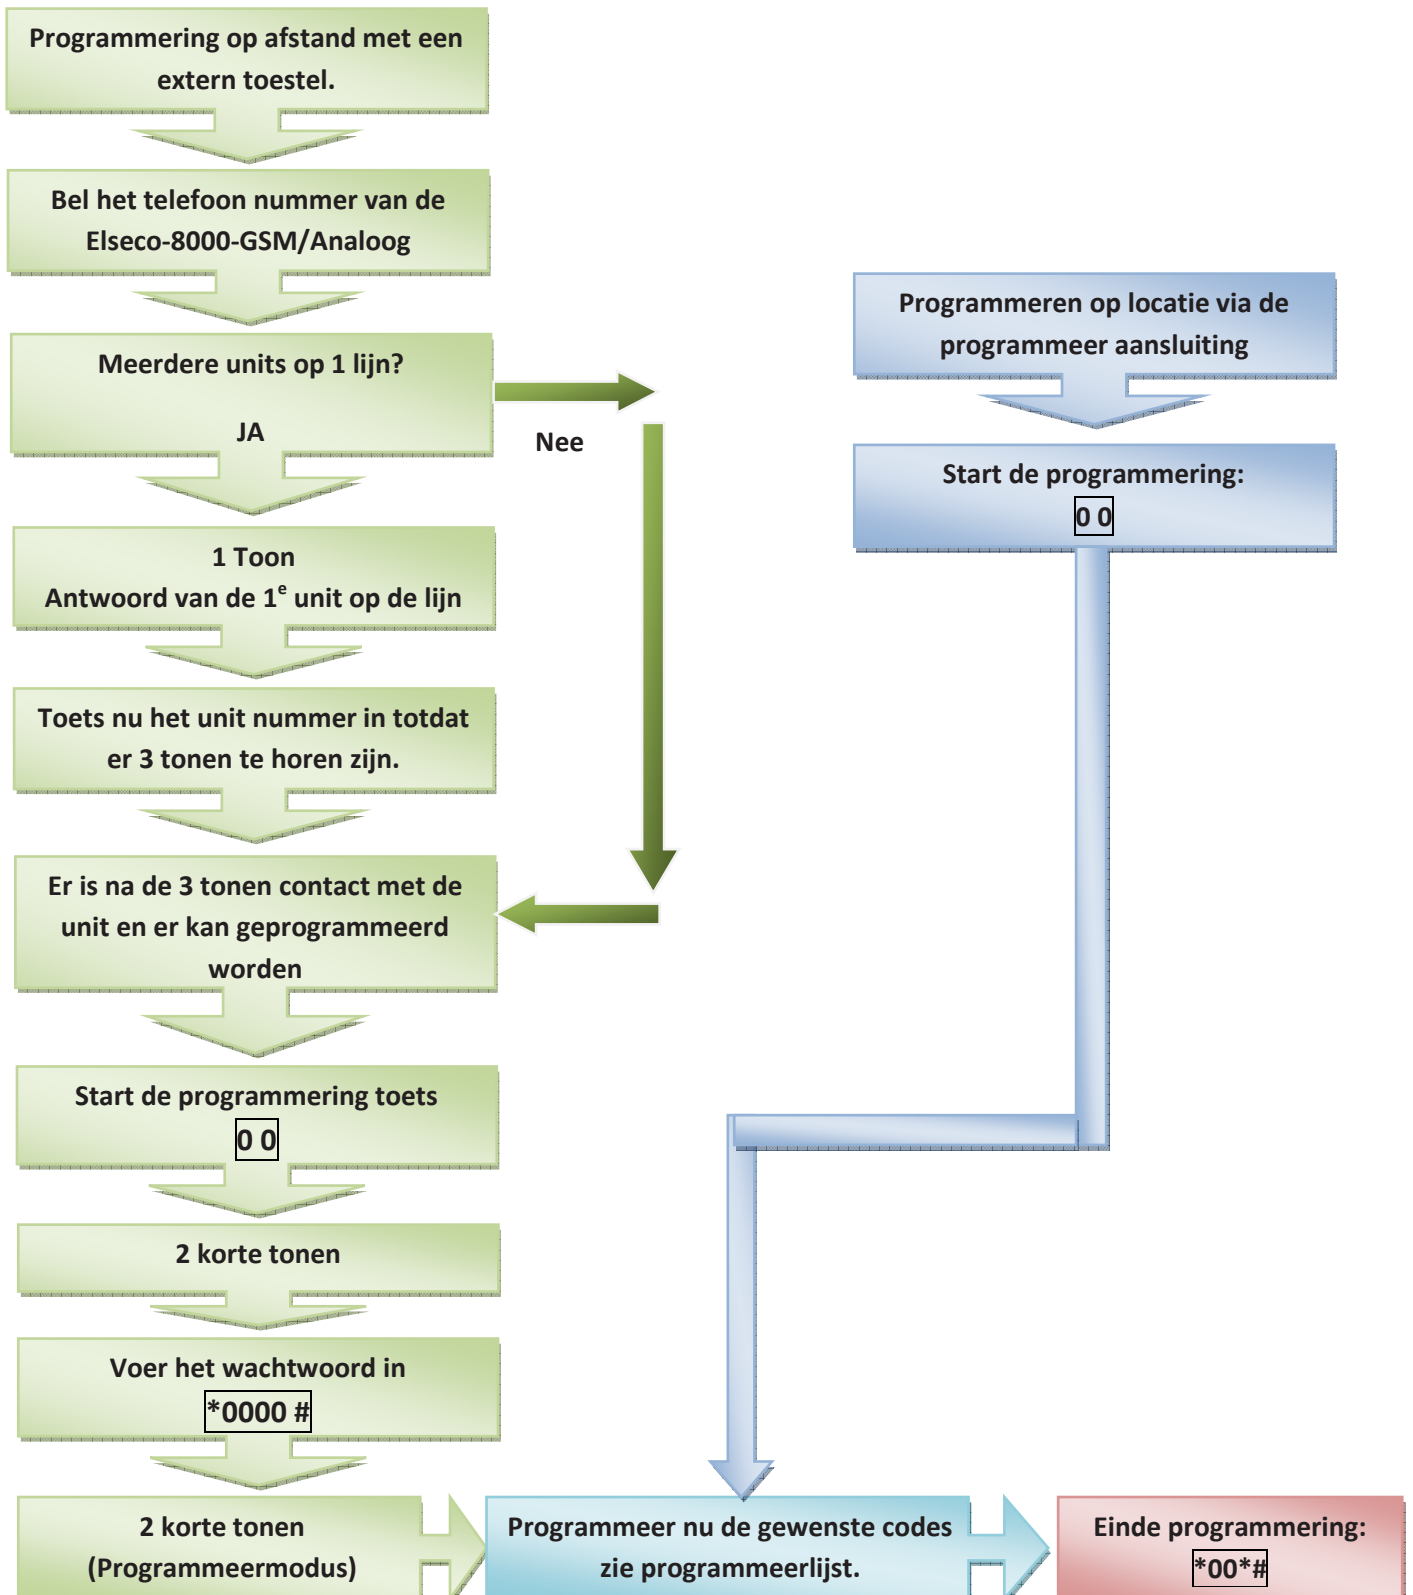 Programmering op afstand met een
extern toestel.
Bel het telefoon nummer van de
Elseco-8000-GSM/Analoog
Meerdere units op 1 lijn?
JA
Nee
1 Toon
Antwoord van de 1e unit op de lijn
Toets nu het unit nummer in totdat
er 3 tonen te horen zijn.
Er is na de 3 tonen contact met de
unit en er kan geprogrammeerd
worden
Start de programmering toets
0 0
2 korte tonen
Voer het wachtwoord in
*0000 #
2 korte tonen
(Programmeermodus)
Programmeren op locatie via de
programmeer aansluiting
Start de programmering:
0 0
Programmeer nu de gewenste codes
zie programmeerlijst.
Einde programmering:
*00*#